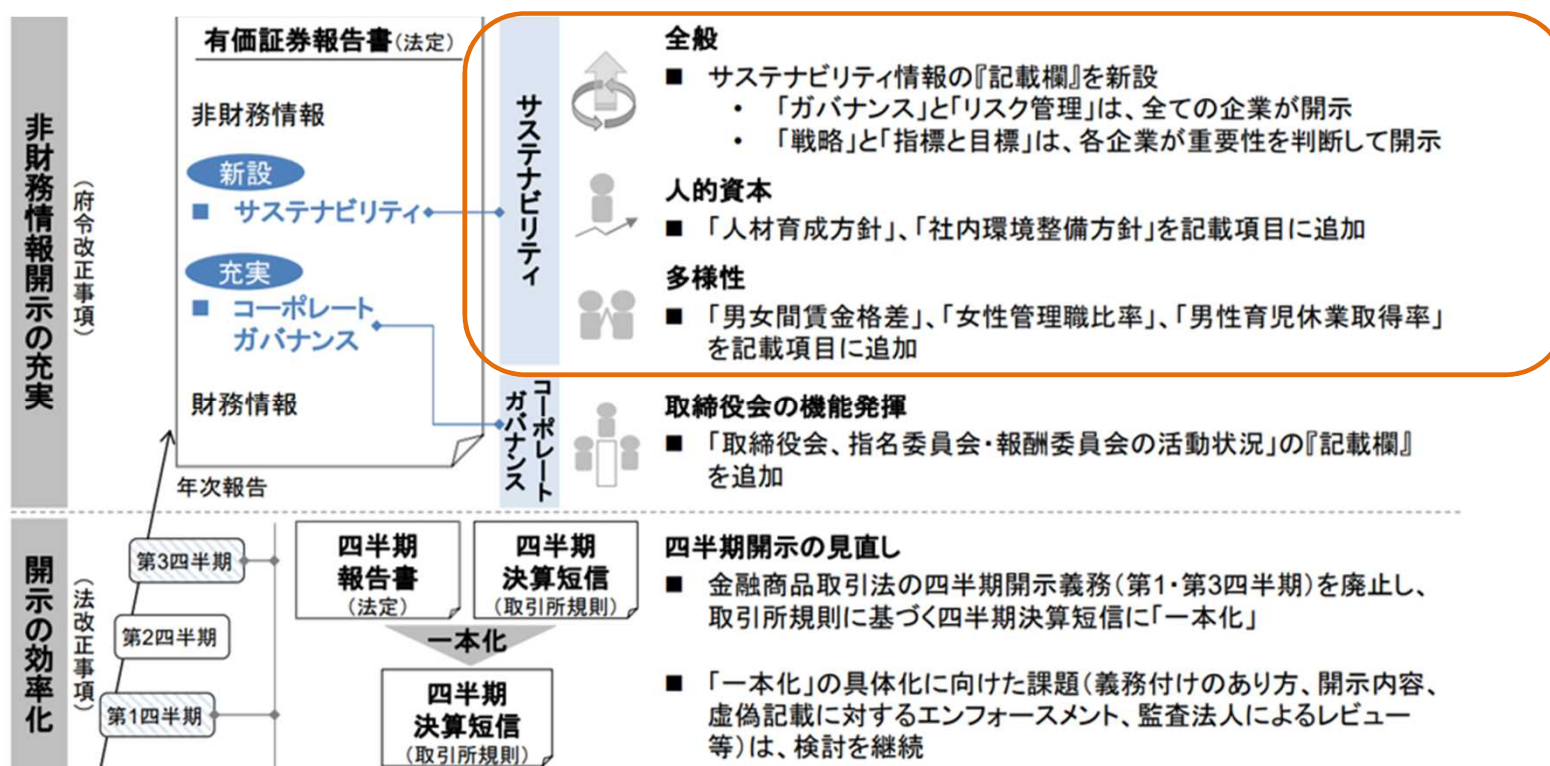 非財務情報開示の充実
（府令改正事項）
有価証券報告書(法定)
非財務情報
新設
■ サステナビリティ
充実
■ コーポレート
ガバナンス
財務情報
年次報告
サステナビリティ
全般
■ サステナビリティ情報の『記載欄』を新設
• 「ガバナンス」と「リスク管理」は、全ての企業が開示
• 「戦略」と「指標と目標」は、各企業が重要性を判断して開示
人的資本
■ 「人材育成方針」、「社内環境整備方針」を記載項目に追加
多様性
■ 「男女間賃金格差」、「女性管理職比率」、「男性育児休業取得率」
を記載項目に追加
コーポレート
ガバナンス
取締役会の機能発揮
■ 「取締役会、指名委員会・報酬委員会の活動状況」の『記載欄』
を追加
開示の効率化
（法改正事項）
第3四半期
第2四半期
第1四半期
四半期
報告書
(法定)
四半期
決算短信
(取引所規則)
一本化
四半期
決算短信
(取引所規則)
四半期開示の見直し
■ 金融商品取引法の四半期開示義務(第1・第3四半期)を廃止し、
取引所規則に基づく四半期決算短信に「一本化」
■ 「一本化」の具体化に向けた課題(義務付けのあり方、開示内容、
虚偽記載に対するエンフォースメント、監査法人によるレビュー
等)は、検討を継続